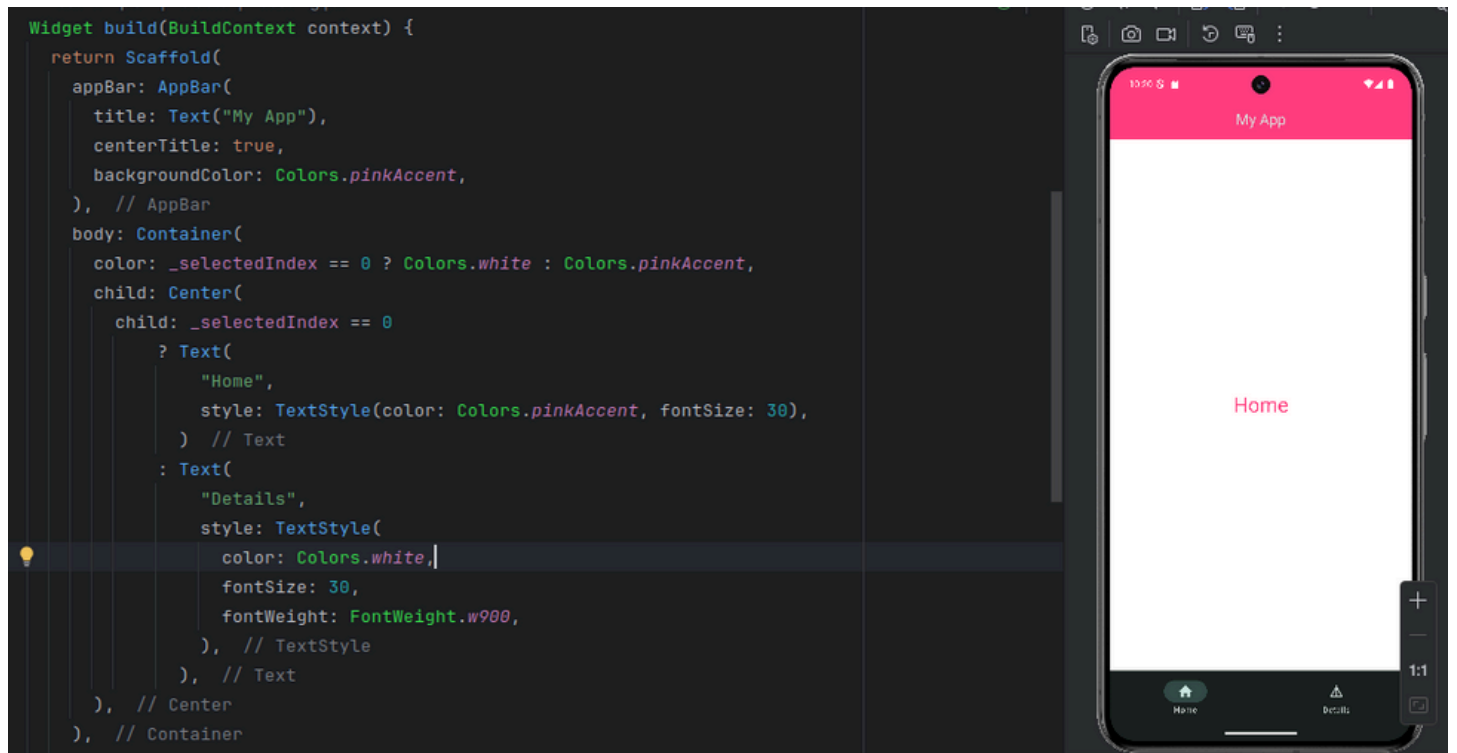 Widget build(BuildContext context) {
return Scaffold(
appBar: AppBar(
title: Text("My App"),
centerTitle: true,
backgroundColor: Colors.pinkAccent,
), // AppBar
body: Container(
color: _selectedIndex == 0 ? Colors.white : Colors.pinkAccent,
child: Center(
child: _selectedIndex == 0
? Text(
"Home",
style: TextStyle(color: Colors.pinkAccent, fontSize: 30),
) // Text
: Text(
"Details",
style: TextStyle(
color: Colors.white,
fontSize: 30,
fontWeight: FontWeight.w900,
), // TextStyle
), // Text
), // Center
), // Container
My App
Home
Home
Details
1:1